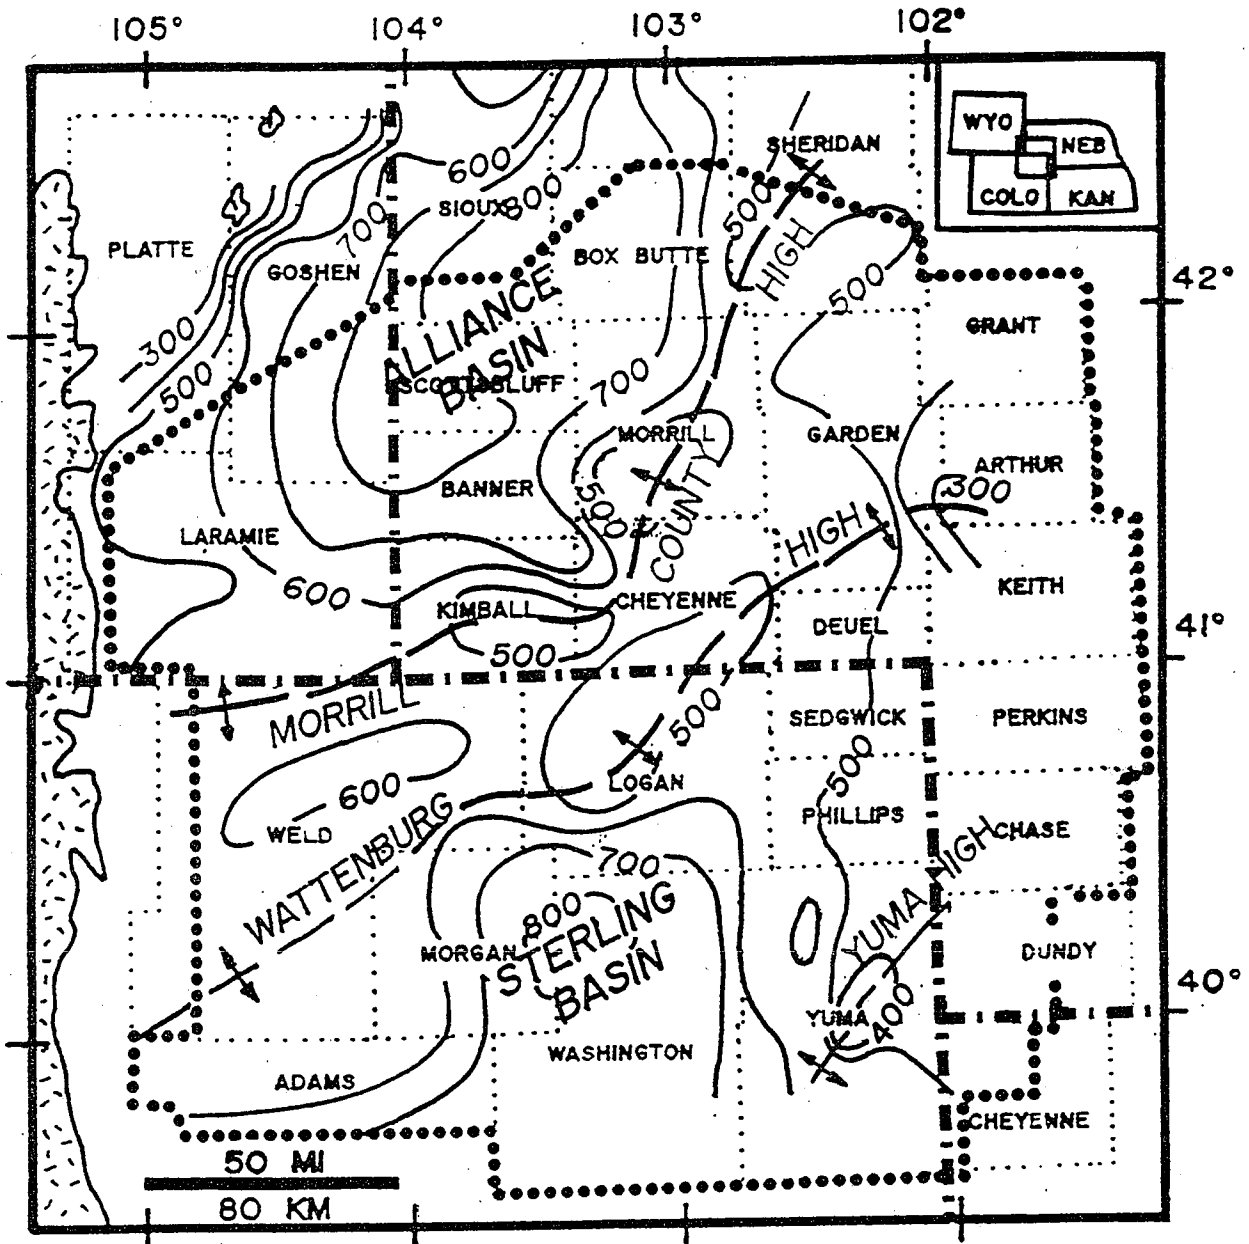 105° 104° 103° 102°
WYO
NEB
COLO KAN
SHERIDAN
600
SIOUX 800
500
700
PLATTE
GOSHEN
BOX BUTTE
HIGH
42°
500
GRANT
ALLIANCE
BASIN
300
500
SCOTTSBLUFF
700
MORRILL
GARDEN
ARTHUR
300
BANNER
500
COUNTY
HIGH
LARAMIE
600
KIMBALL
CHEYENNE
KEITH
DEUEL
41°
500
MORRILL
500
SEDGWICK
PERKINS
600
LOGAN
500
WELD
PHILLIPS
CHASE
WATTENBURG
700
800
YUMA HIGH
MORGAN
STERLING
BASIN
DUNDY
40°
YUMA
400
WASHINGTON
ADAMS
CHEYENNE
50 MI
80 KM